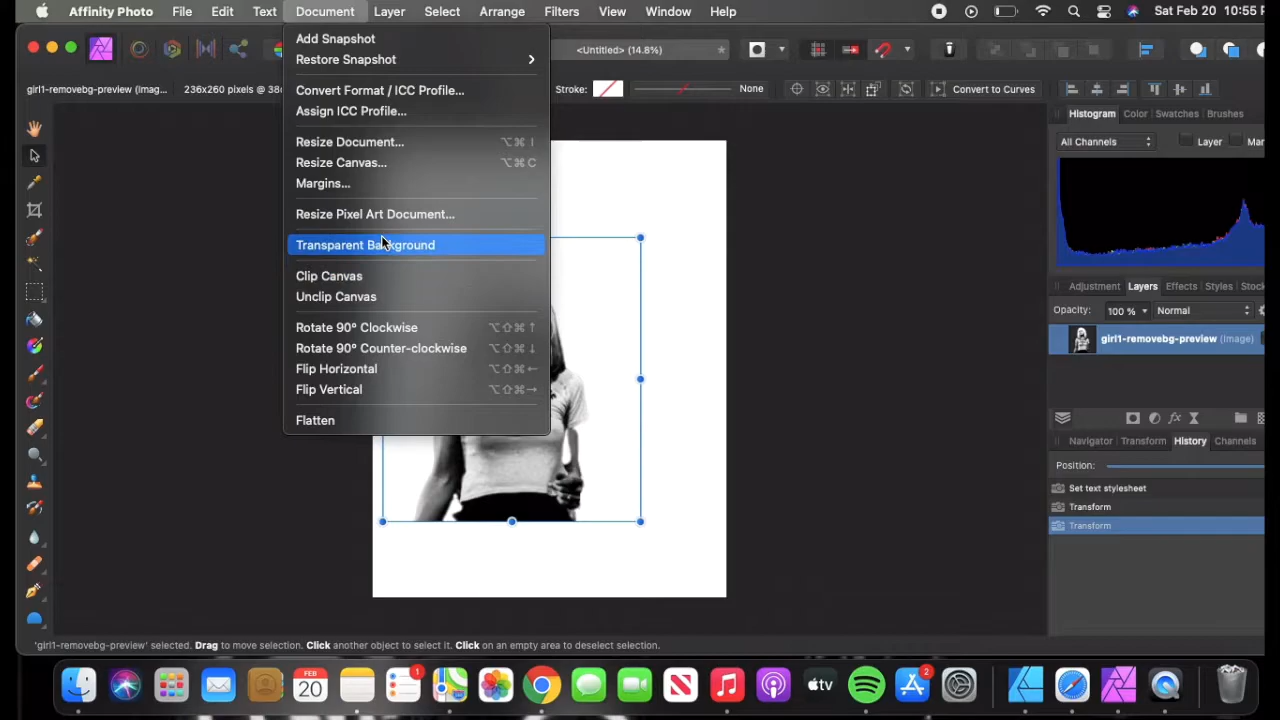 Affinity Photo File Edit Text Document Layer Select Arrange Filters View Window Help Sat Feb 20 10:55
<Untitled> (14.8%)
girl1-removebg-preview (Imag... 236x260 pixels @ Stroke: None Convert to Curves
Add Snapshot
Restore Snapshot
Convert Format / ICC Profile...
Assign ICC Profile...
Resize Document... ⌥⌘I
Resize Canvas... ⌥⌘C
Margins...
Resize Pixel Art Document...
Transparent Background
Clip Canvas
Unclip Canvas
Rotate 90° Clockwise ⌥⇧⌘↑
Rotate 90° Counter-clockwise ⌥⇧⌘↓
Flip Horizontal ⌥⇧⌘←
Flip Vertical ⌥⇧⌘→
Flatten
Histogram Color Swatches Brushes
All Channels Layer Mar
Adjustment Layers Effects Styles Stoc
Opacity: 100 % Normal
girl1-removebg-preview (Image)
Navigator Transform History Channels
Position:
Set text stylesheet
Transform
Transform
'girl1-removebg-preview' selected. Drag to move selection. Click another object to select it. Click on an empty area to deselect selection.
FEB
20
1
tv
2